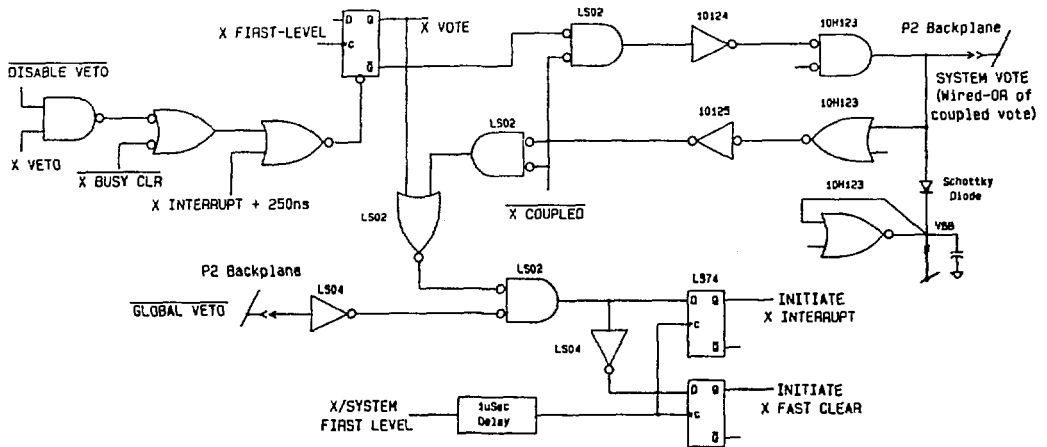 LS02
10124
10H123
P2 Backplane
D Q
C
Q
X FIRST-LEVEL
X VOTE
DISABLE VETO
X VETO
X BUSY CLR
X INTERRUPT + 250ns
SYSTEM VOTE
(Wired-OR of
coupled vote)
LS02
10125
10H123
X COUPLED
Schottky
Diode
10H123
VBB
LS02
P2 Backplane
GLOBAL VETO
LS04
LS02
LS74
D Q
C
Q
INITIATE
X INTERRUPT
LS04
D Q
C
Q
INITIATE
X FAST CLEAR
X/SYSTEM
FIRST LEVEL
1uSec
Delay